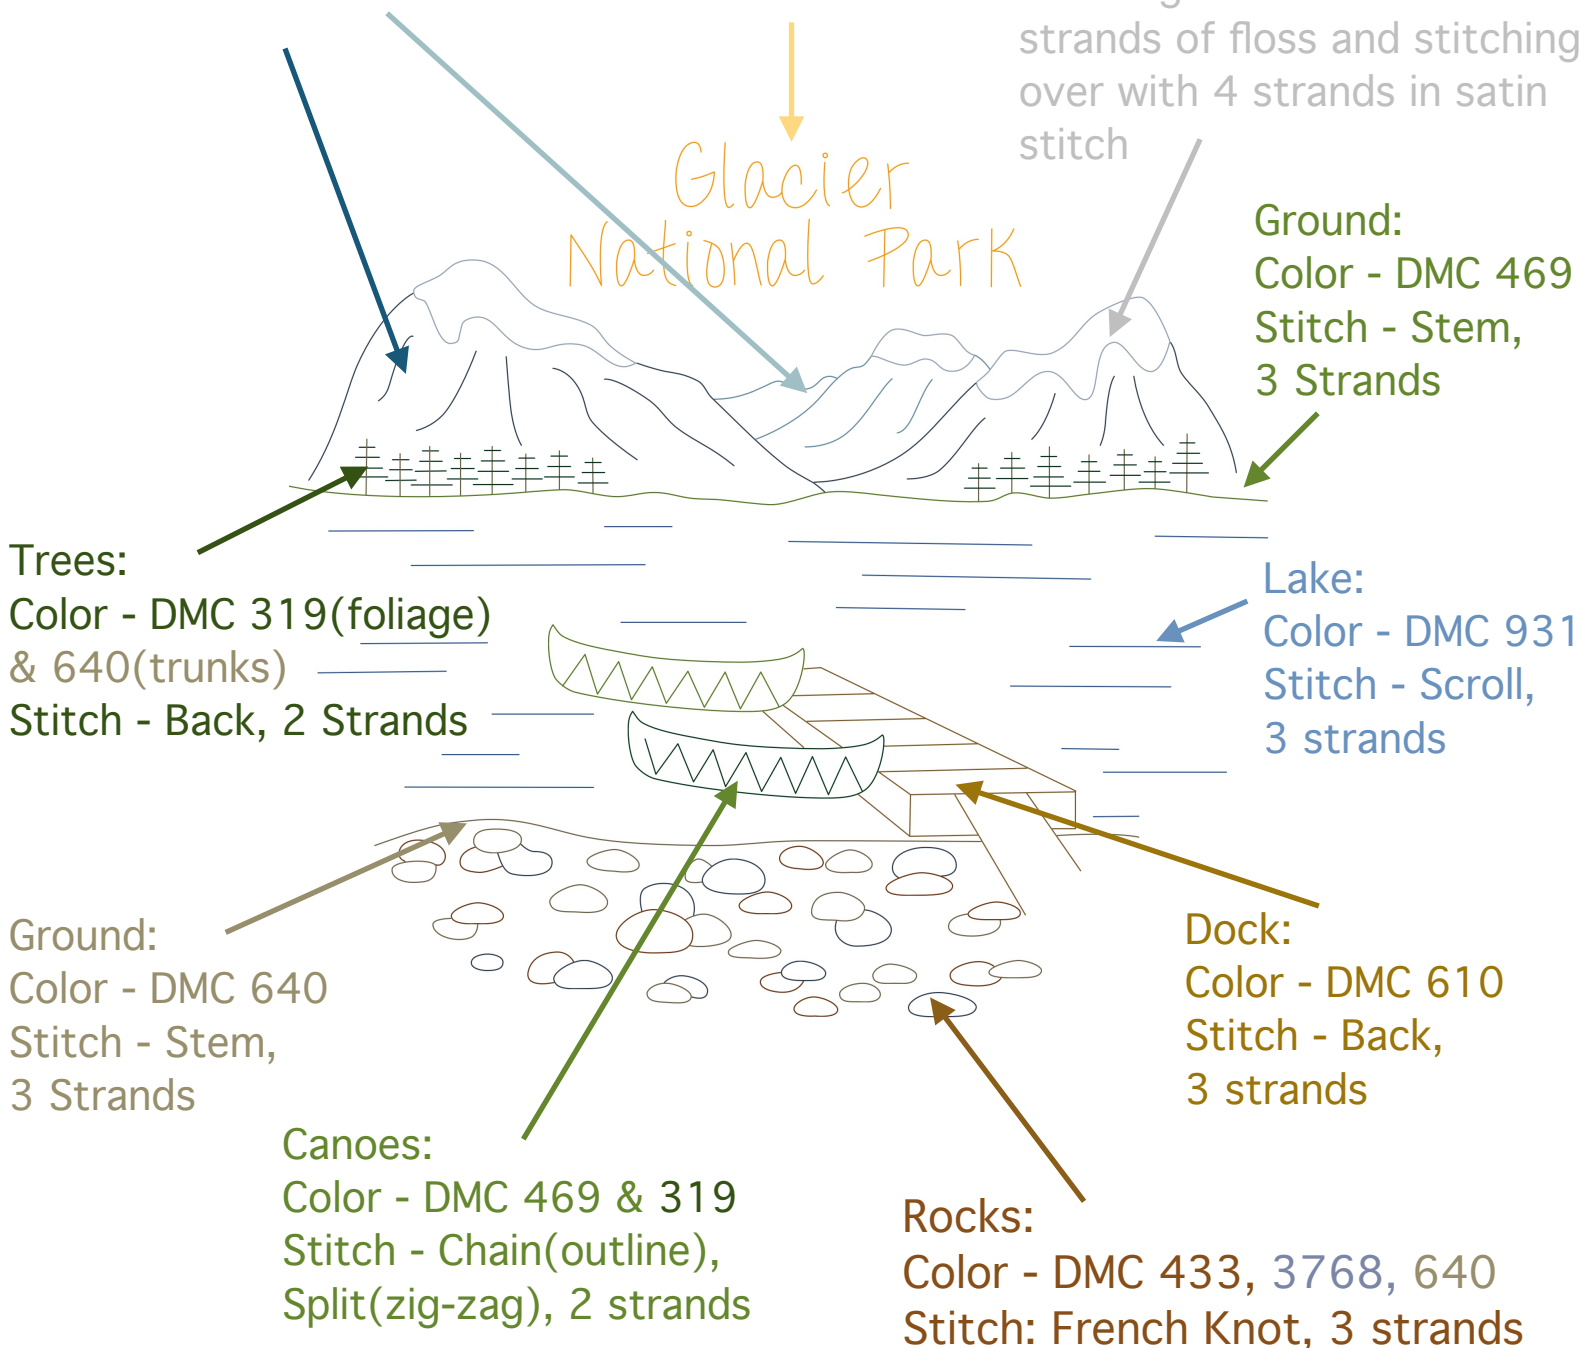 strands of floss and stitching
over with 4 strands in satin
stitch
Glacier
National Park
Ground:
Color - DMC 469
Stitch - Stem,
3 Strands
Trees:
Color - DMC 319(foliage)
& 640(trunks)
Stitch - Back, 2 Strands
Lake:
Color - DMC 931
Stitch - Scroll,
3 strands
Ground:
Color - DMC 640
Stitch - Stem,
3 Strands
Dock:
Color - DMC 610
Stitch - Back,
3 strands
Canoes:
Color - DMC 469 & 319
Stitch - Chain(outline),
Split(zig-zag), 2 strands
Rocks:
Color - DMC 433, 3768, 640
Stitch: French Knot, 3 strands